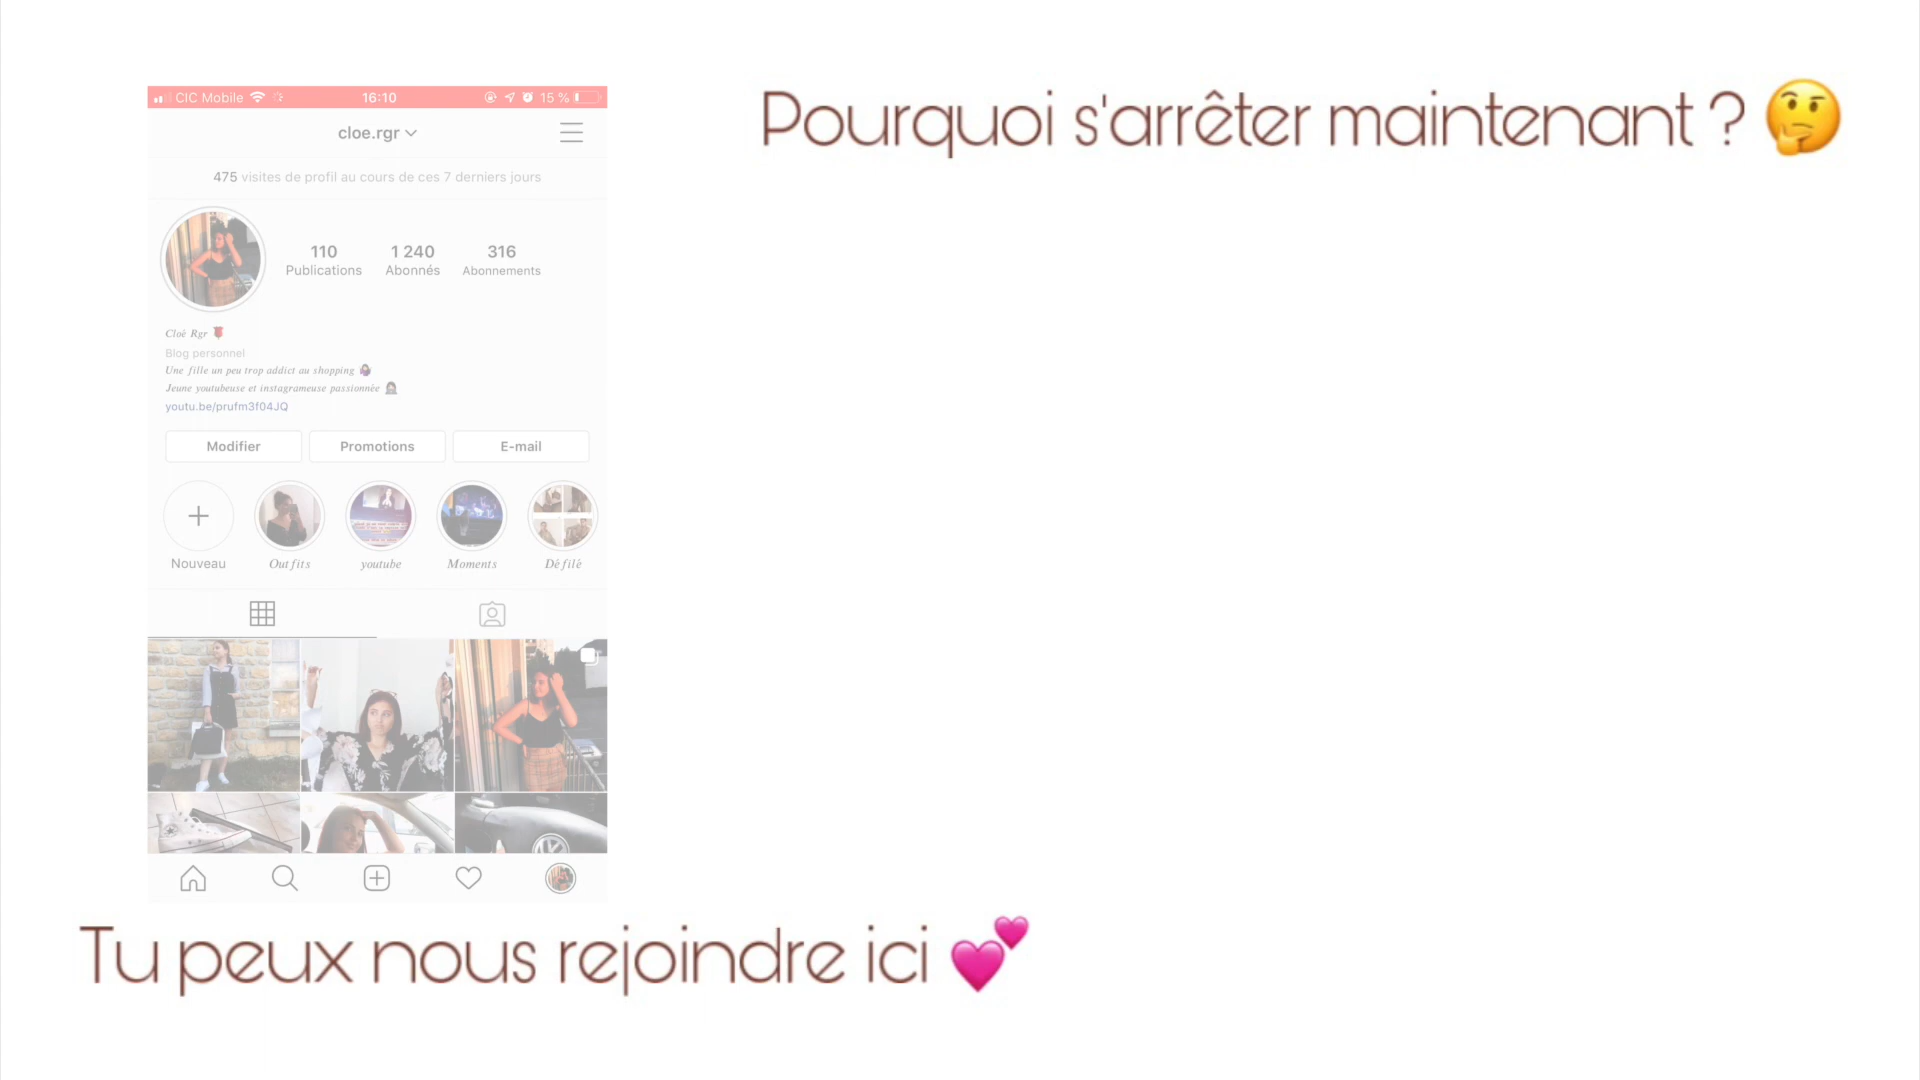 Pourquoi s'arrêter maintenant ? 🤔
CIC Mobile 16:10 15 %
cloe.rgr
475 visites de profil au cours de ces 7 derniers jours
110 1 240 316
Publications Abonnés Abonnements
Cloé Rgr
Blog personnel
Une fille un peu trop addict au shopping
Jeune youtubeuse et instagrameuse passionnée
youtu.be/prufm3f04JQ
Modifier Promotions E-mail
Nouveau Outfits youtube Moments Défilé
Tu peux nous rejoindre ici 💕